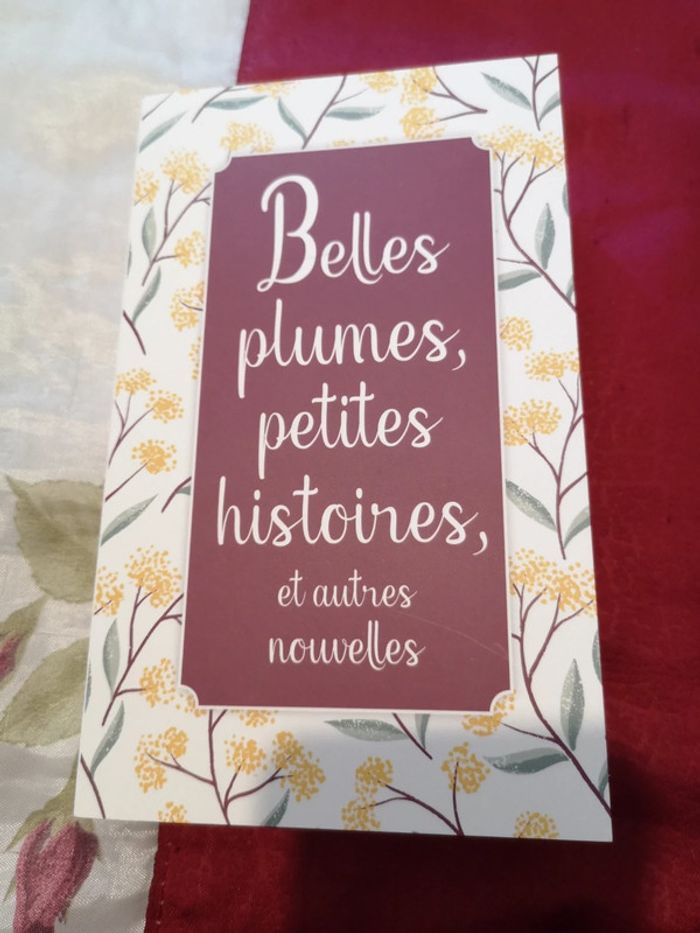 Belles
plumes,
petites
histoires,
et autres
nouvelles